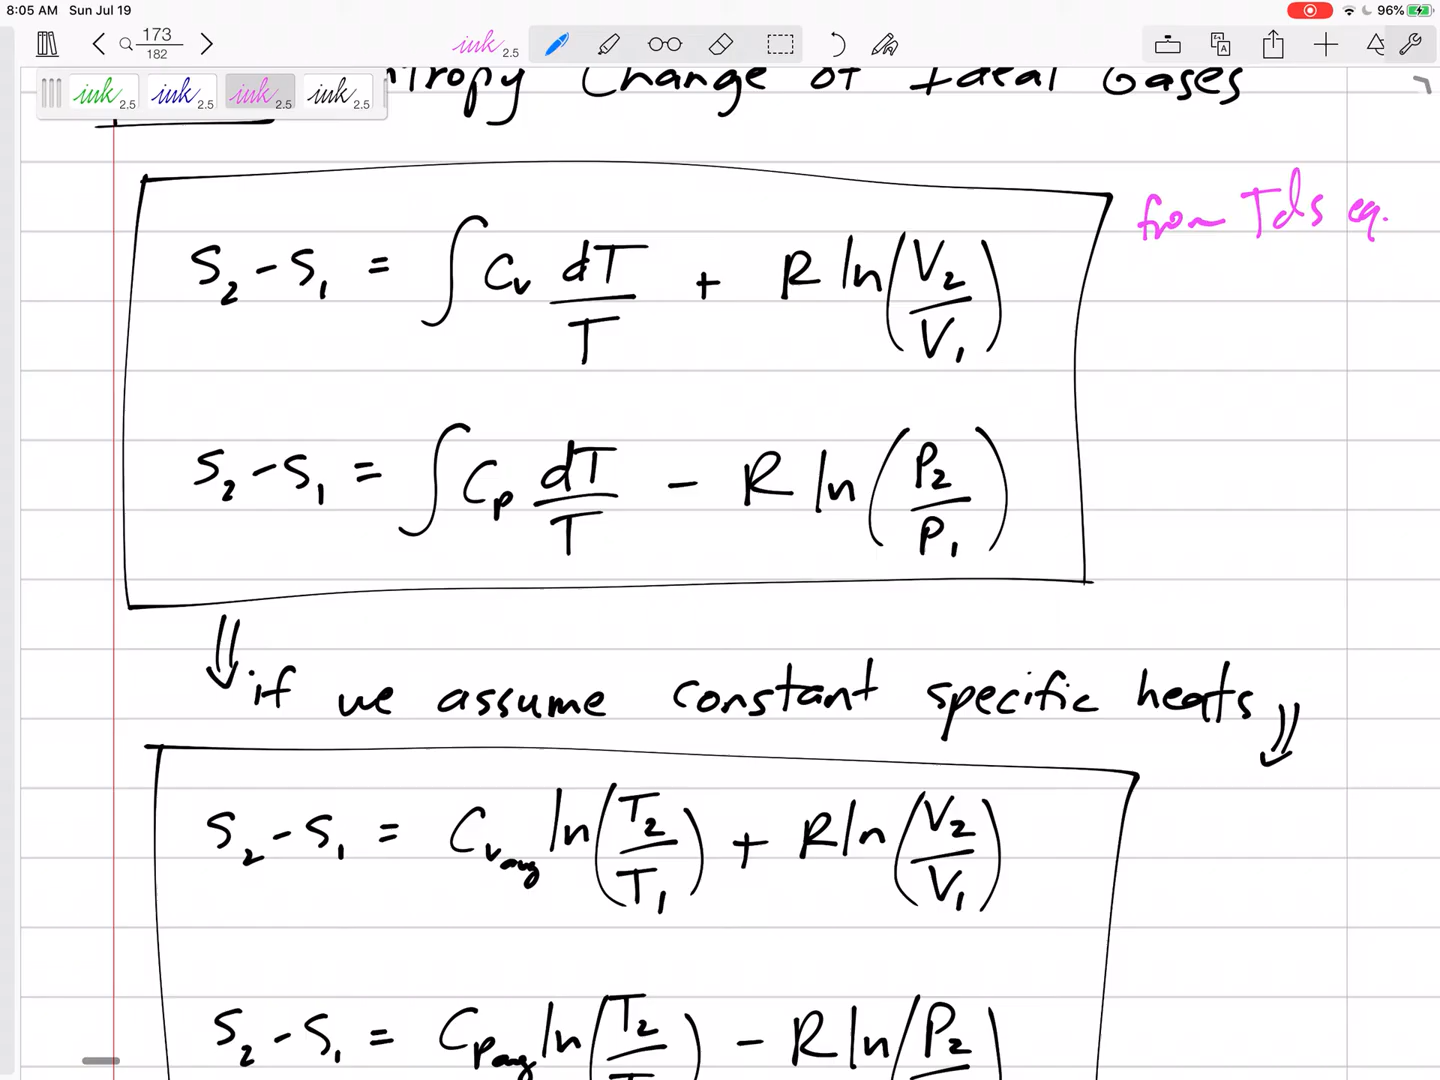 8:05 AM Sun Jul 19
96%
173
182
ink 2.5
ink 2.5 ink 2.5 ink 2.5 ink 2.5
Change of Ideal Gases
from Tds eq.
S₂ - S₁ = ∫ Cv dT/T + R ln(V₂/V₁)
S₂ - S₁ = ∫ Cp dT/T - R ln(P₂/P₁)
⇓ if we assume constant specific heats ⇓
S₂ - S₁ = Cv avg ln(T₂/T₁) + R ln(V₂/V₁)
S₂ - S₁ = Cp avg ln(T₂/ - R ln(P₂/